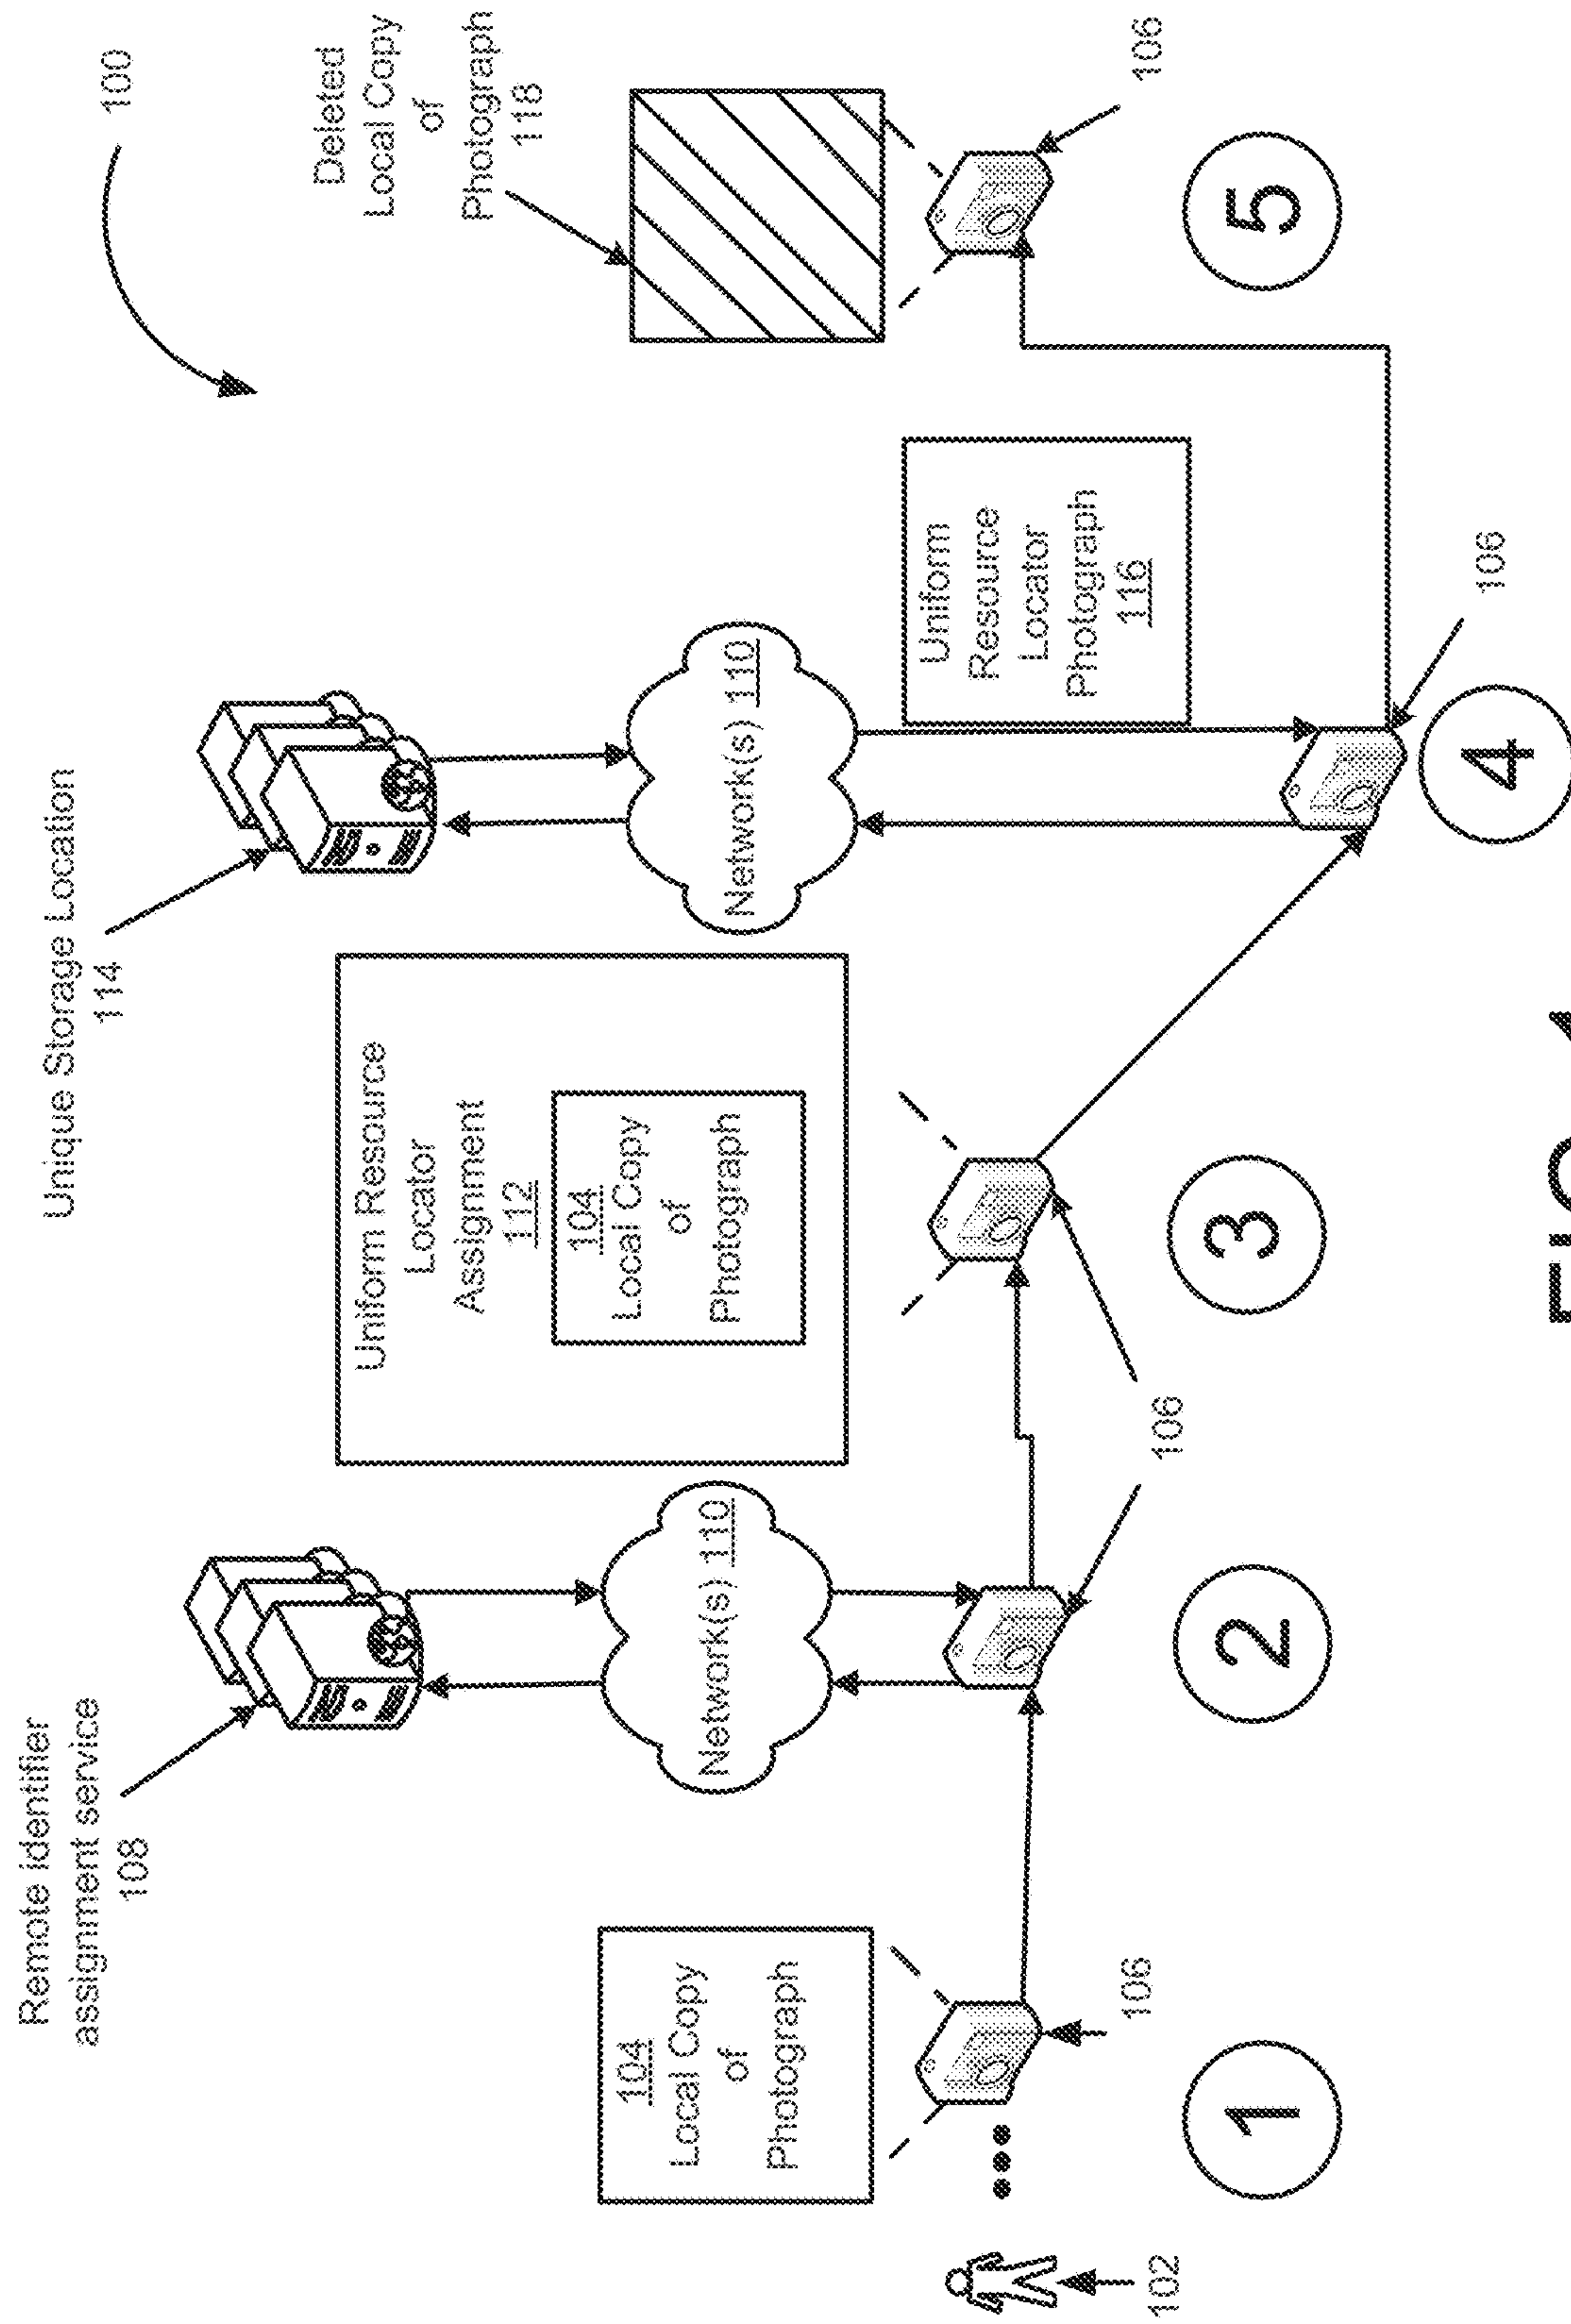 100
Remote identifier
assignment service
108
Unique Storage Location
114
Deleted
Local Copy
of
Photograph
118
104
Local Copy
of
Photograph
Network(s) 110
Uniform Resource
Locator
Assignment
112
104
Local Copy
of
Photograph
Network(s) 110
Uniform
Resource
Locator
Photograph
116
102
106
106
106
106
1
2
3
4
5